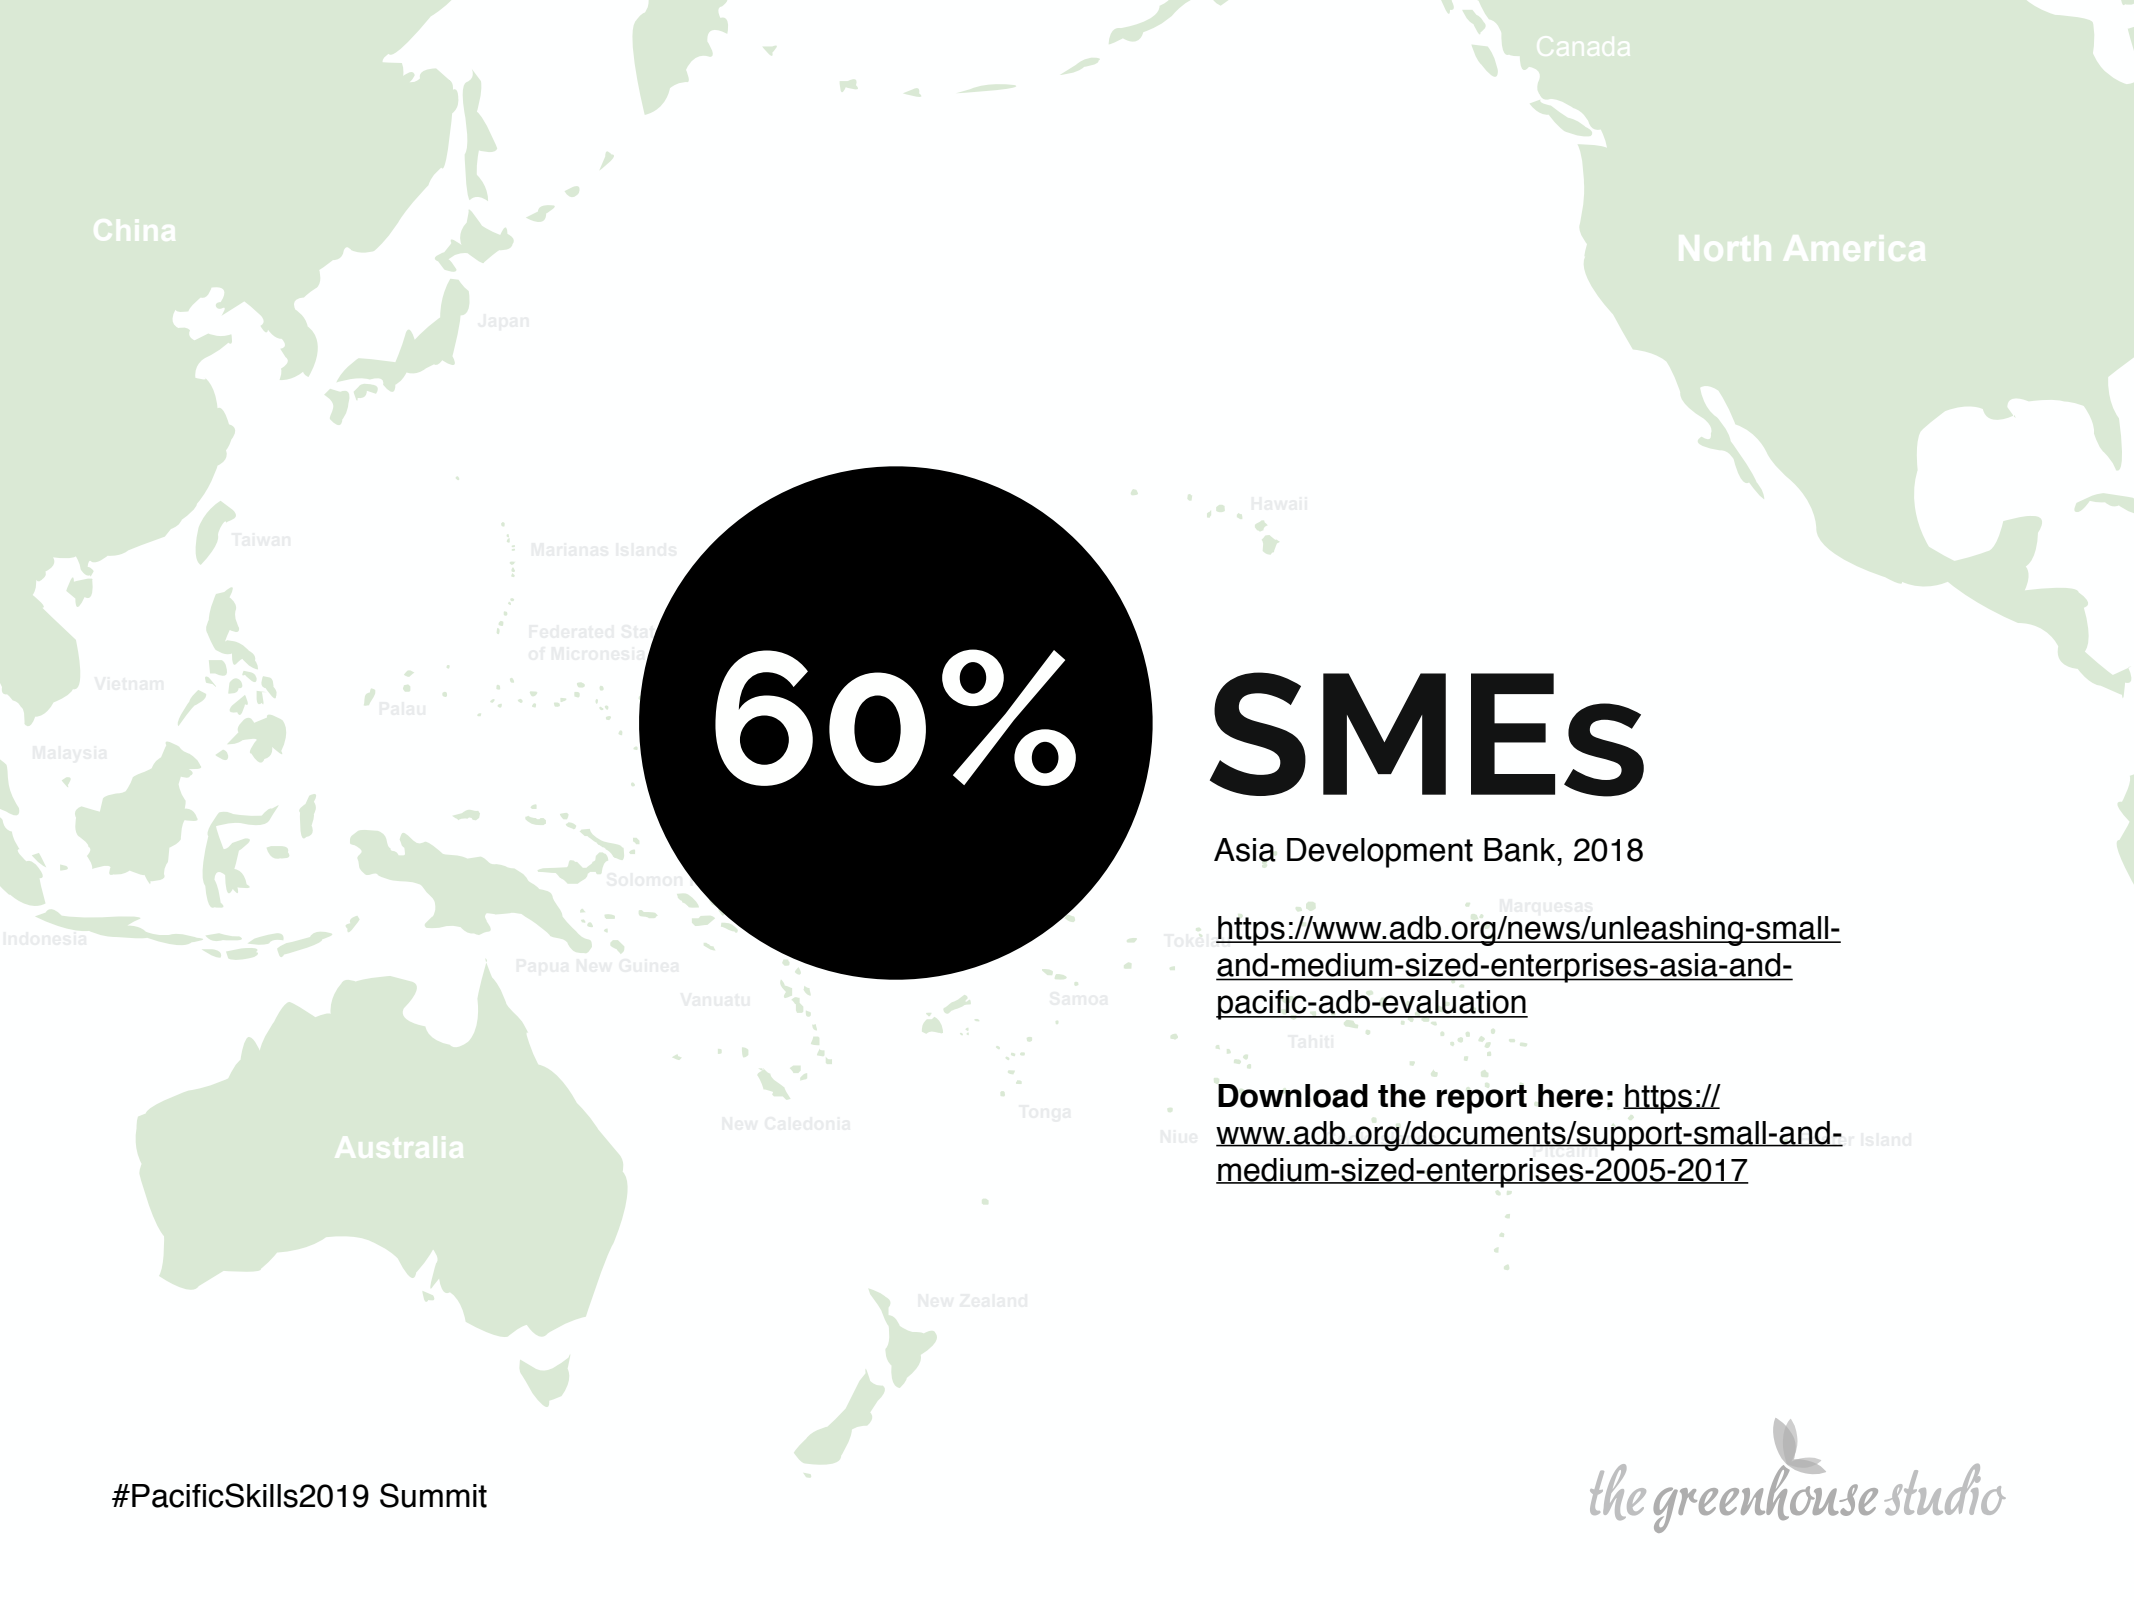 Canada
China
North America
Japan
Hawaii
Taiwan
Marianas Islands
Federated
of Micronesia
Vietnam
Palau
Malaysia
60%
SMEs
Asia Development Bank, 2018
Solomon
Marquesas
https://www.adb.org/news/unleashing-small-
and-medium-sized-enterprises-asia-and-
pacific-adb-evaluation
Indonesia
Tokelau
Papua New Guinea
Vanuatu
Samoa
Tahiti
Download the report here: https://
www.adb.org/documents/support-small-and-
medium-sized-enterprises-2005-2017
New Caledonia
Tonga
Niue
Pitcairn
Island
Australia
New Zealand
#PacificSkills2019 Summit
the greenhouse studio